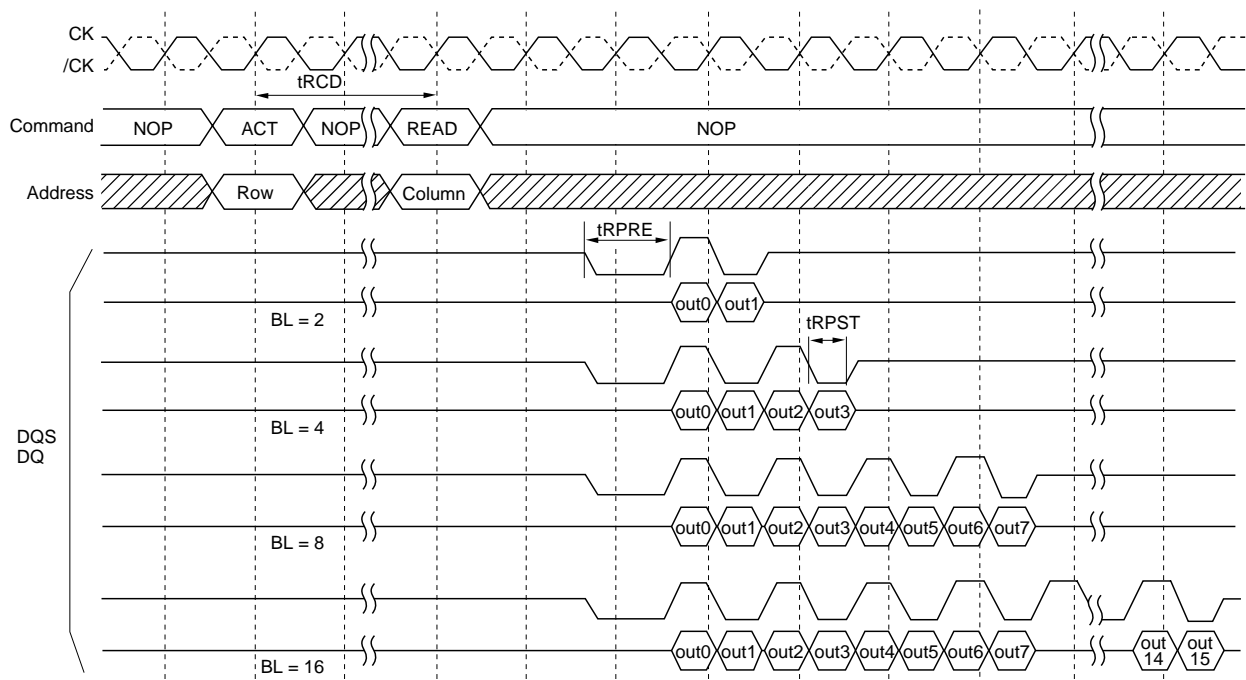 CK
/CK
tRCD
Command NOP ACT NOP READ NOP
Address Row Column
tRPRE
out0 out1
BL = 2
tRPST
out0 out1 out2 out3
BL = 4
DQS
DQ
out0 out1 out2 out3 out4 out5 out6 out7
BL = 8
out0 out1 out2 out3 out4 out5 out6 out7 out 14 out 15
BL = 16